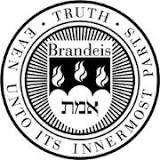 TRUTH • EVEN UNTO ITS INNERMOST PARTS •
Brandeis
אמת